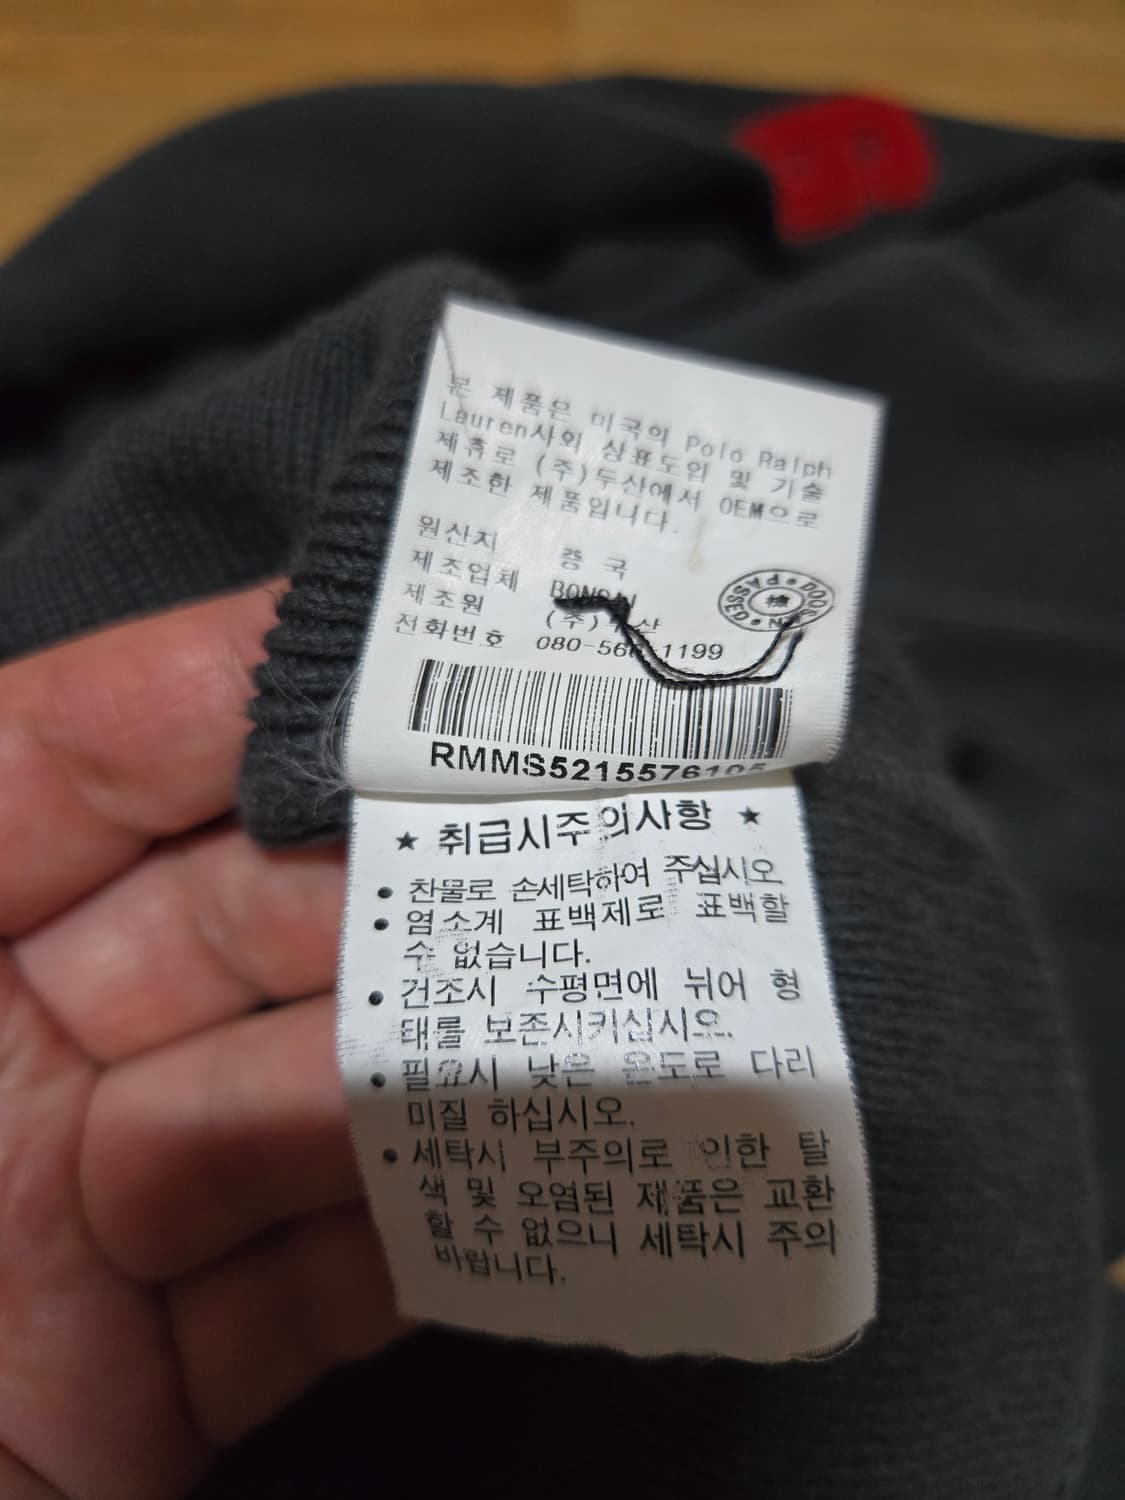 본 제품은 미국의 Polo Ralph
Lauren사와 상표도입 및 기술
제휴로 (주)두산에서 OEM으로
제조한 제품입니다.
원산지 중 국
제조업체
제조원 (주) 산
전화번호 080- 1199
DOOSAN • PASSED •
RMMS5215576105
★ 취급시주의사항 ★
• 찬물로 손세탁하여 주십시오
• 염소계 표백제로 표백할
수 없습니다.
• 건조시 수평면에 뉘어 형
태를 보존시키십시오.
• 필요시 낮은 온도로 다리
미질 하십시오.
• 세탁시 부주의로 인한 탈
색 및 오염된 제품은 교환
할 수 없으니 세탁시 주의
바랍니다.